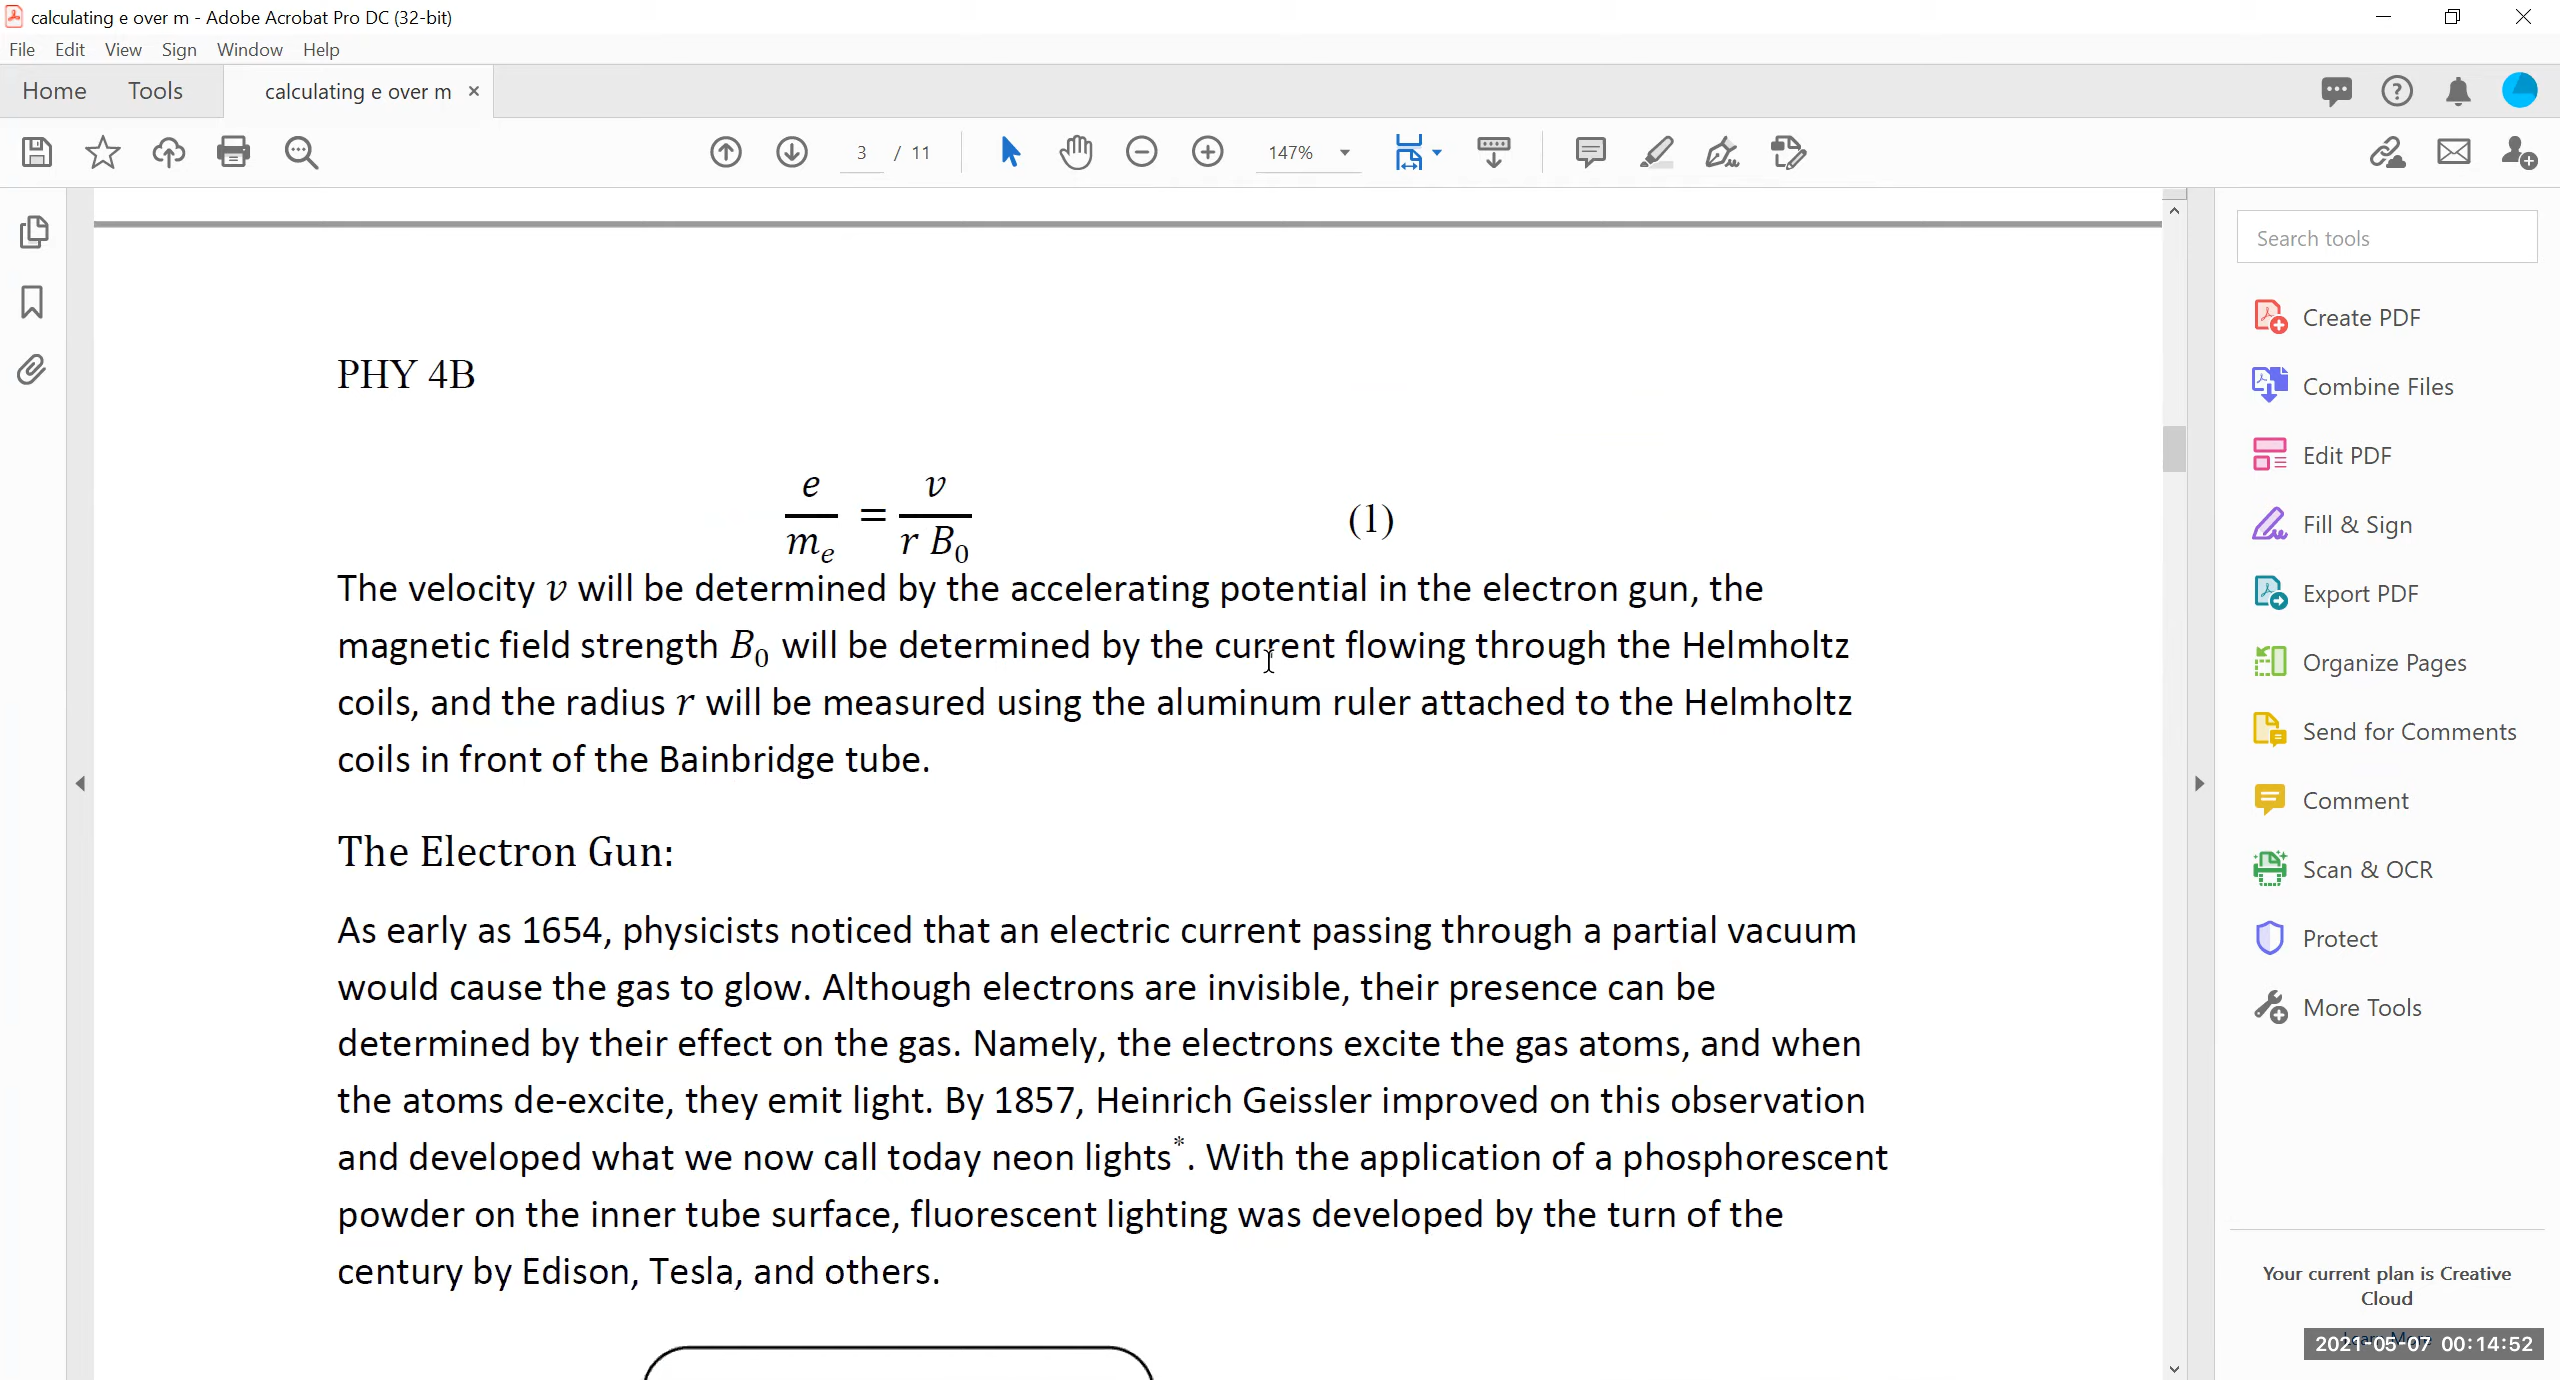 calculating e over m - Adobe Acrobat Pro DC (32-bit)
File Edit View Sign Window Help
Home Tools calculating e over m ×
3 / 11 147%
Search tools
PHY 4B
e/mₑ = v/(r B₀) (1)
The velocity v will be determined by the accelerating potential in the electron gun, the
magnetic field strength B₀ will be determined by the current flowing through the Helmholtz
coils, and the radius r will be measured using the aluminum ruler attached to the Helmholtz
coils in front of the Bainbridge tube.
The Electron Gun:
As early as 1654, physicists noticed that an electric current passing through a partial vacuum
would cause the gas to glow. Although electrons are invisible, their presence can be
determined by their effect on the gas. Namely, the electrons excite the gas atoms, and when
the atoms de-excite, they emit light. By 1857, Heinrich Geissler improved on this observation
and developed what we now call today neon lights*. With the application of a phosphorescent
powder on the inner tube surface, fluorescent lighting was developed by the turn of the
century by Edison, Tesla, and others.
Create PDF
Combine Files
Edit PDF
Fill & Sign
Export PDF
Organize Pages
Send for Comments
Comment
Scan & OCR
Protect
More Tools
Your current plan is Creative
Cloud
2021-05-07 00:14:52